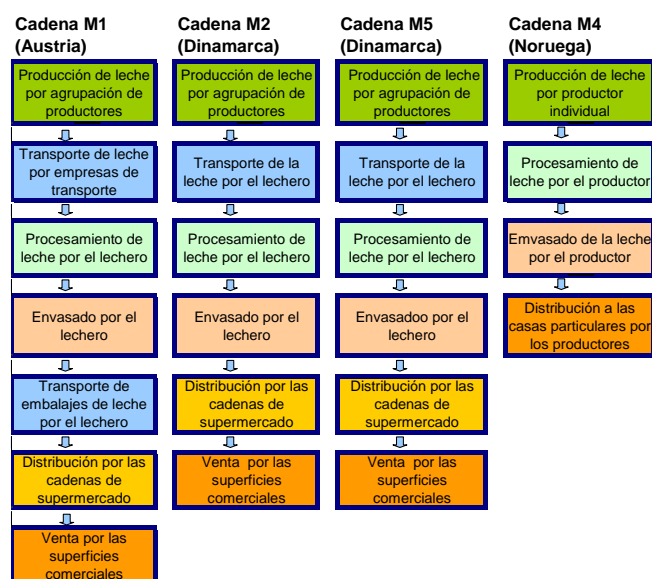 Cadena M1
(Austria)
Producción de leche
por agrupación de
productores
Transporte de leche
por empresas de
transporte
Procesamiento de
leche por el lechero
Envasado por el
lechero
Transporte de
embalajes de leche
por el lechero
Distribución por las
cadenas de
supermercado
Venta por las
superficies
comerciales
Cadena M2
(Dinamarca)
Producción de leche
por agrupación de
productores
Transporte de la
leche por el lechero
Procesamiento de
leche por el lechero
Envasado por el
lechero
Distribución por las
cadenas de
supermercado
Venta por las
superficies
comerciales
Cadena M5
(Dinamarca)
Producción de leche
por agrupación de
productores
Transporte de la
leche por el lechero
Procesamiento de
leche por el lechero
Envasadoo por el
lechero
Distribución por las
cadenas de
supermercado
Venta por las
superficies
comerciales
Cadena M4
(Noruega)
Producción de leche
por productor
individual
Procesamiento de
leche por el productor
Emvasado de la leche
por el productor
Distribución a las
casas particulares por
los productores